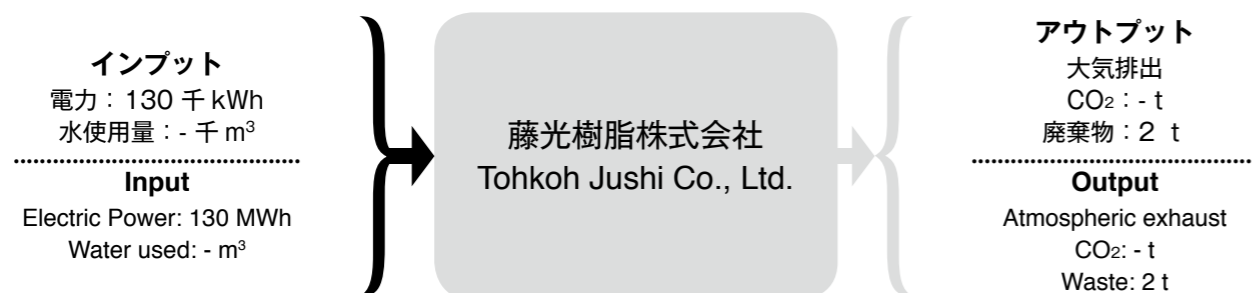 インプット
電力：130 千 kWh
水使用量：- 千 m³
Input
Electric Power: 130 MWh
Water used: - m³
藤光樹脂株式会社
Tohkoh Jushi Co., Ltd.
アウトプット
大気排出
CO₂：- t
廃棄物：2 t
Output
Atmospheric exhaust
CO₂: - t
Waste: 2 t